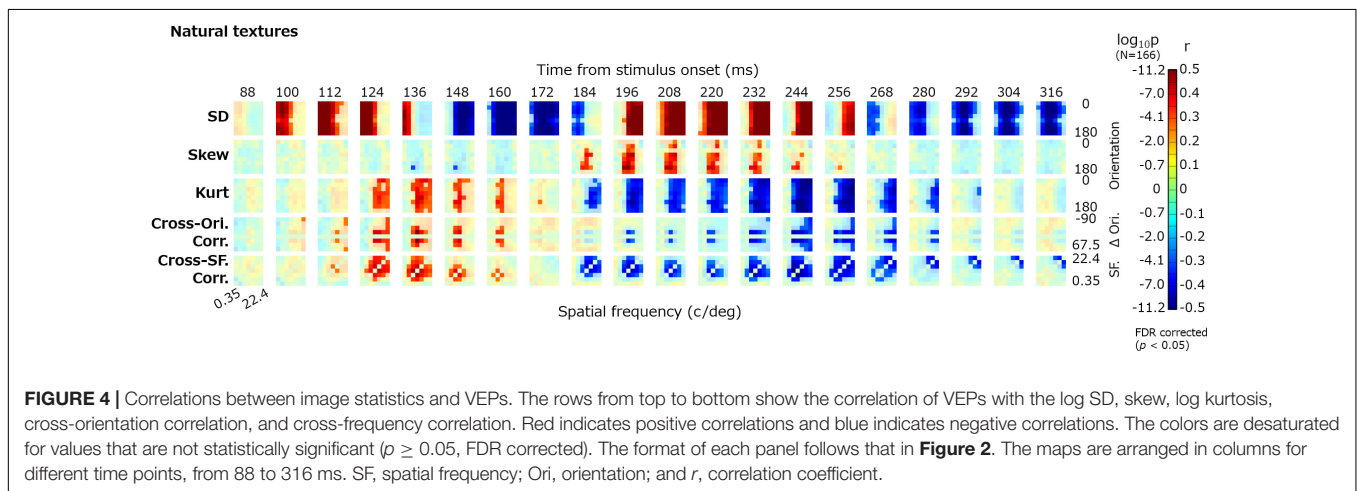 Natural textures
Time from stimulus onset (ms)
88 100 112 124 136 148 160 172 184 196 208 220 232 244 256 268 280 292 304 316
SD
0
180
Skew
0
180
Kurt
0
180
Orientation
Cross-Ori.
Corr.
-90
67.5
Δ Ori.
Cross-SF.
Corr.
22.4
0.35
SF.
0.35
22.4
Spatial frequency (c/deg)
log10p
(N=166)
r
-11.2 0.5
-7.0 0.4
-4.1 0.3
-2.0 0.2
-0.7 0.1
0 0
-0.7 -0.1
-2.0 -0.2
-4.1 -0.3
-7.0 -0.4
-11.2 -0.5
FDR corrected
(p < 0.05)
FIGURE 4 | Correlations between image statistics and VEPs. The rows from top to bottom show the correlation of VEPs with the log SD, skew, log kurtosis,
cross-orientation correlation, and cross-frequency correlation. Red indicates positive correlations and blue indicates negative correlations. The colors are desaturated
for values that are not statistically significant (p ≥ 0.05, FDR corrected). The format of each panel follows that in Figure 2. The maps are arranged in columns for
different time points, from 88 to 316 ms. SF, spatial frequency; Ori, orientation; and r, correlation coefficient.